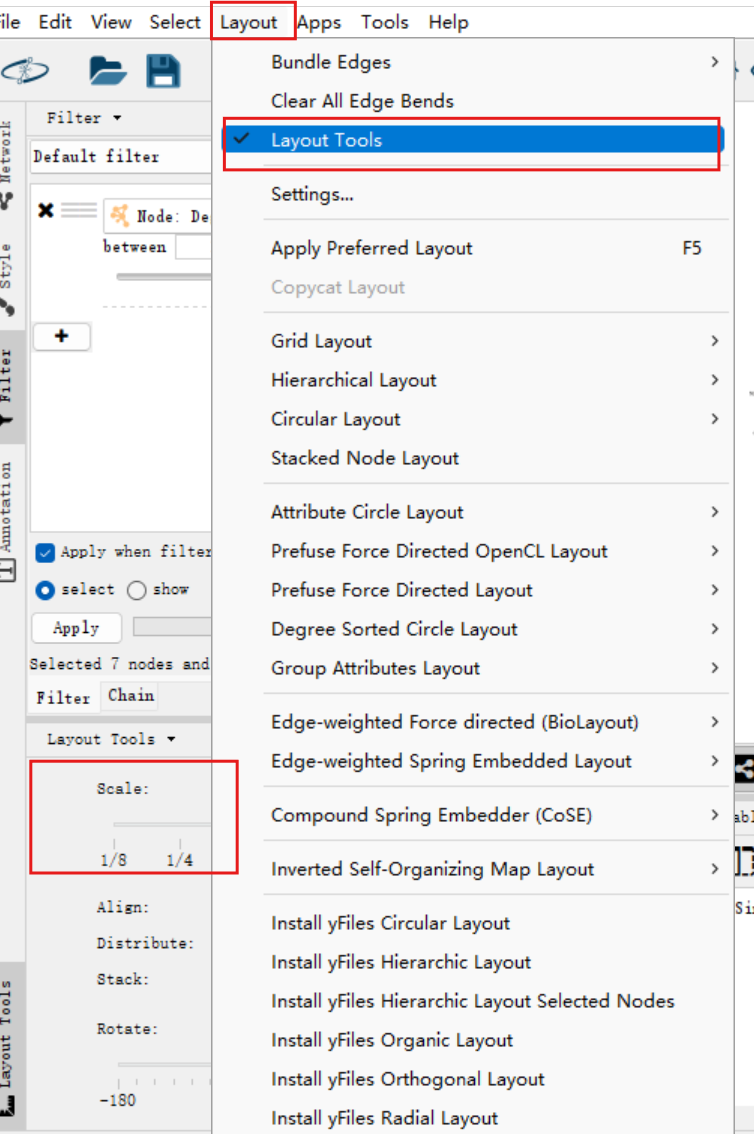 File Edit View Select Layout Apps Tools Help
Bundle Edges
Clear All Edge Bends
Layout Tools
Settings...
Apply Preferred Layout F5
Copycat Layout
Grid Layout
Hierarchical Layout
Circular Layout
Stacked Node Layout
Attribute Circle Layout
Prefuse Force Directed OpenCL Layout
Prefuse Force Directed Layout
Degree Sorted Circle Layout
Group Attributes Layout
Edge-weighted Force directed (BioLayout)
Edge-weighted Spring Embedded Layout
Compound Spring Embedder (CoSE)
Inverted Self-Organizing Map Layout
Install yFiles Circular Layout
Install yFiles Hierarchic Layout
Install yFiles Hierarchic Layout Selected Nodes
Install yFiles Organic Layout
Install yFiles Orthogonal Layout
Install yFiles Radial Layout
Network
Style
Filter
Annotation
Layout Tools
Filter
Default filter
Node: De
between
+
Apply when filter
select show
Apply
Selected 7 nodes and
Filter Chain
Layout Tools
Scale:
1/8 1/4
Align:
Distribute:
Stack:
Rotate:
-180